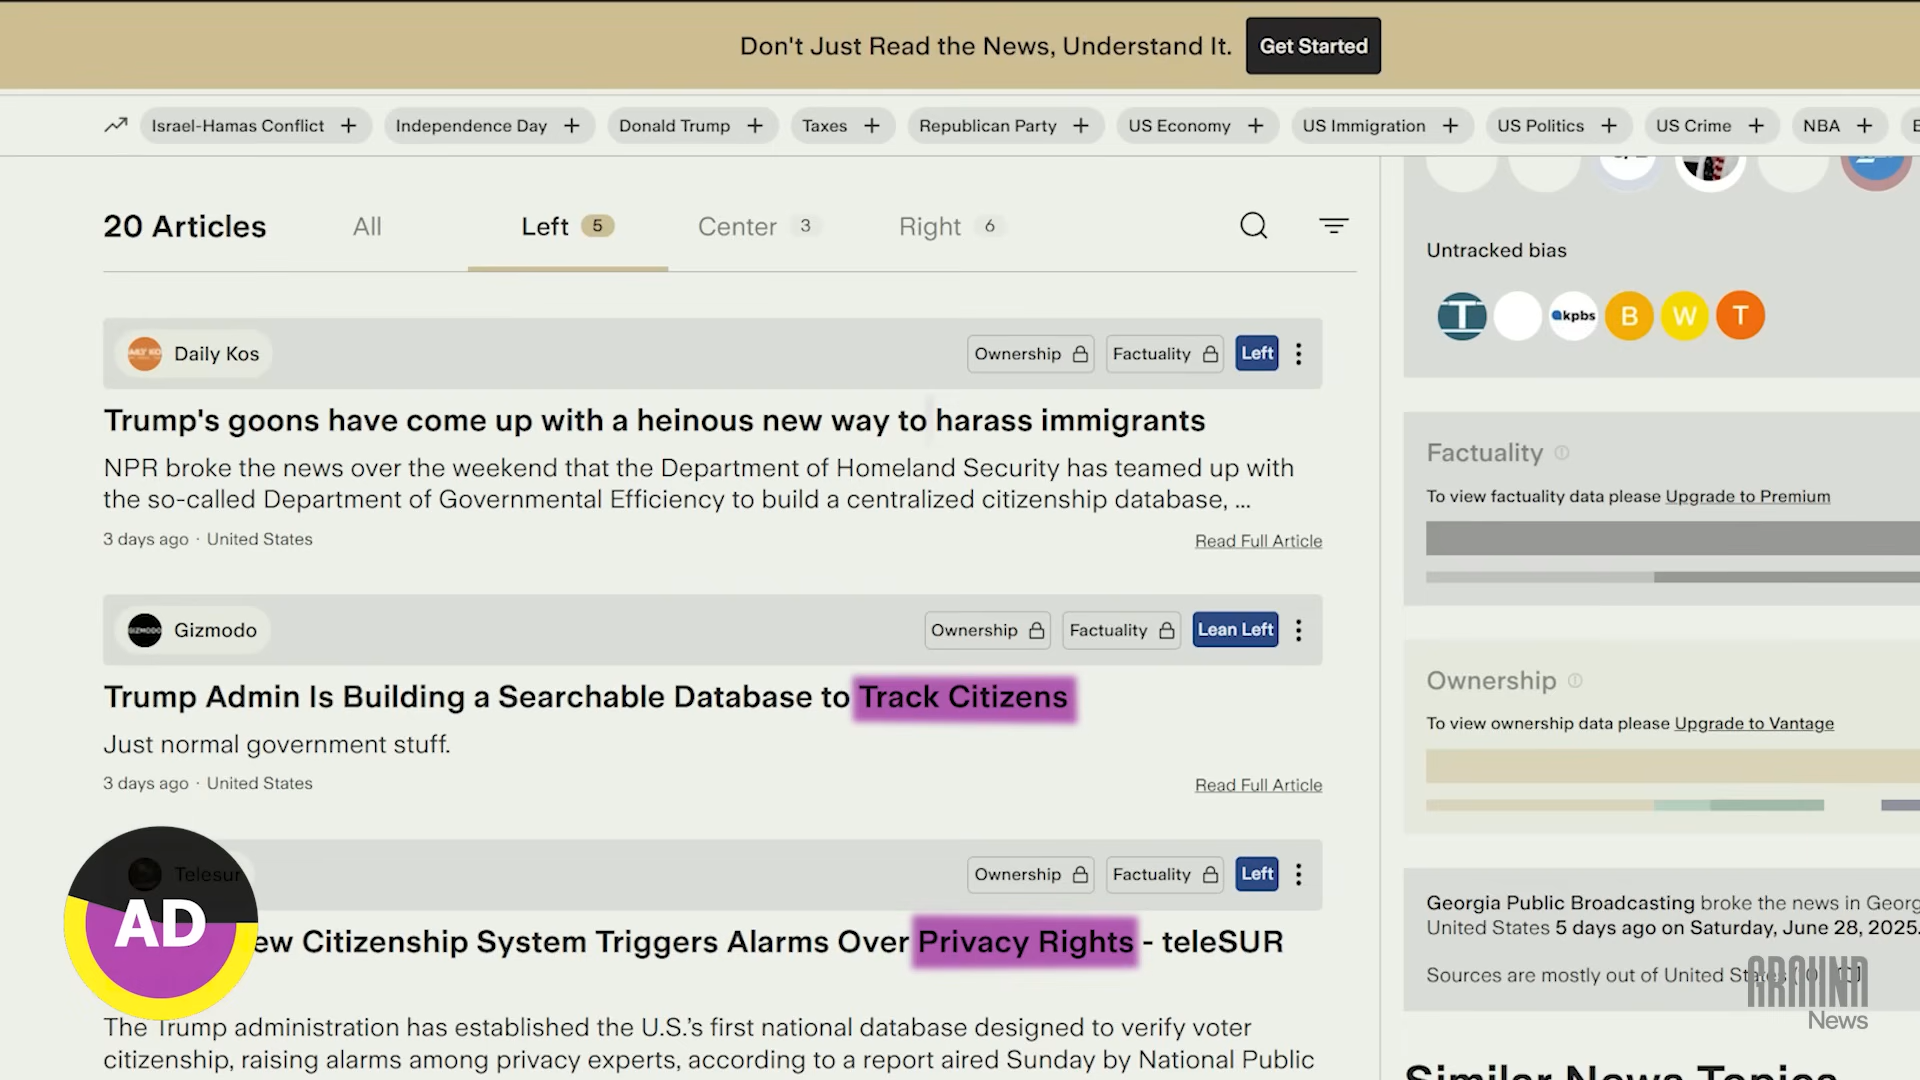 Don't Just Read the News, Understand It. Get Started
Israel-Hamas Conflict + Independence Day + Donald Trump + Taxes + Republican Party + US Economy + US Immigration + US Politics + US Crime + NBA +
20 Articles All Left 5 Center 3 Right 6
Untracked bias
T kpbs B W T
Daily Kos Ownership Factuality Left
Trump's goons have come up with a heinous new way to harass immigrants
NPR broke the news over the weekend that the Department of Homeland Security has teamed up with
the so-called Department of Governmental Efficiency to build a centralized citizenship database, ...
3 days ago · United States
Read Full Article
Factuality
To view factuality data please Upgrade to Premium
Gizmodo Ownership Factuality Lean Left
Trump Admin Is Building a Searchable Database to Track Citizens
Just normal government stuff.
3 days ago · United States
Read Full Article
Ownership
To view ownership data please Upgrade to Vantage
Telesur Ownership Factuality Left
ew Citizenship System Triggers Alarms Over Privacy Rights - teleSUR
The Trump administration has established the U.S.’s first national database designed to verify voter
citizenship, raising alarms among privacy experts, according to a report aired Sunday by National Public
AD
Georgia Public Broadcasting broke the news in Georg
United States 5 days ago on Saturday, June 28, 2025.
Sources are mostly out of United States
GROUND
News
Similar News Topics